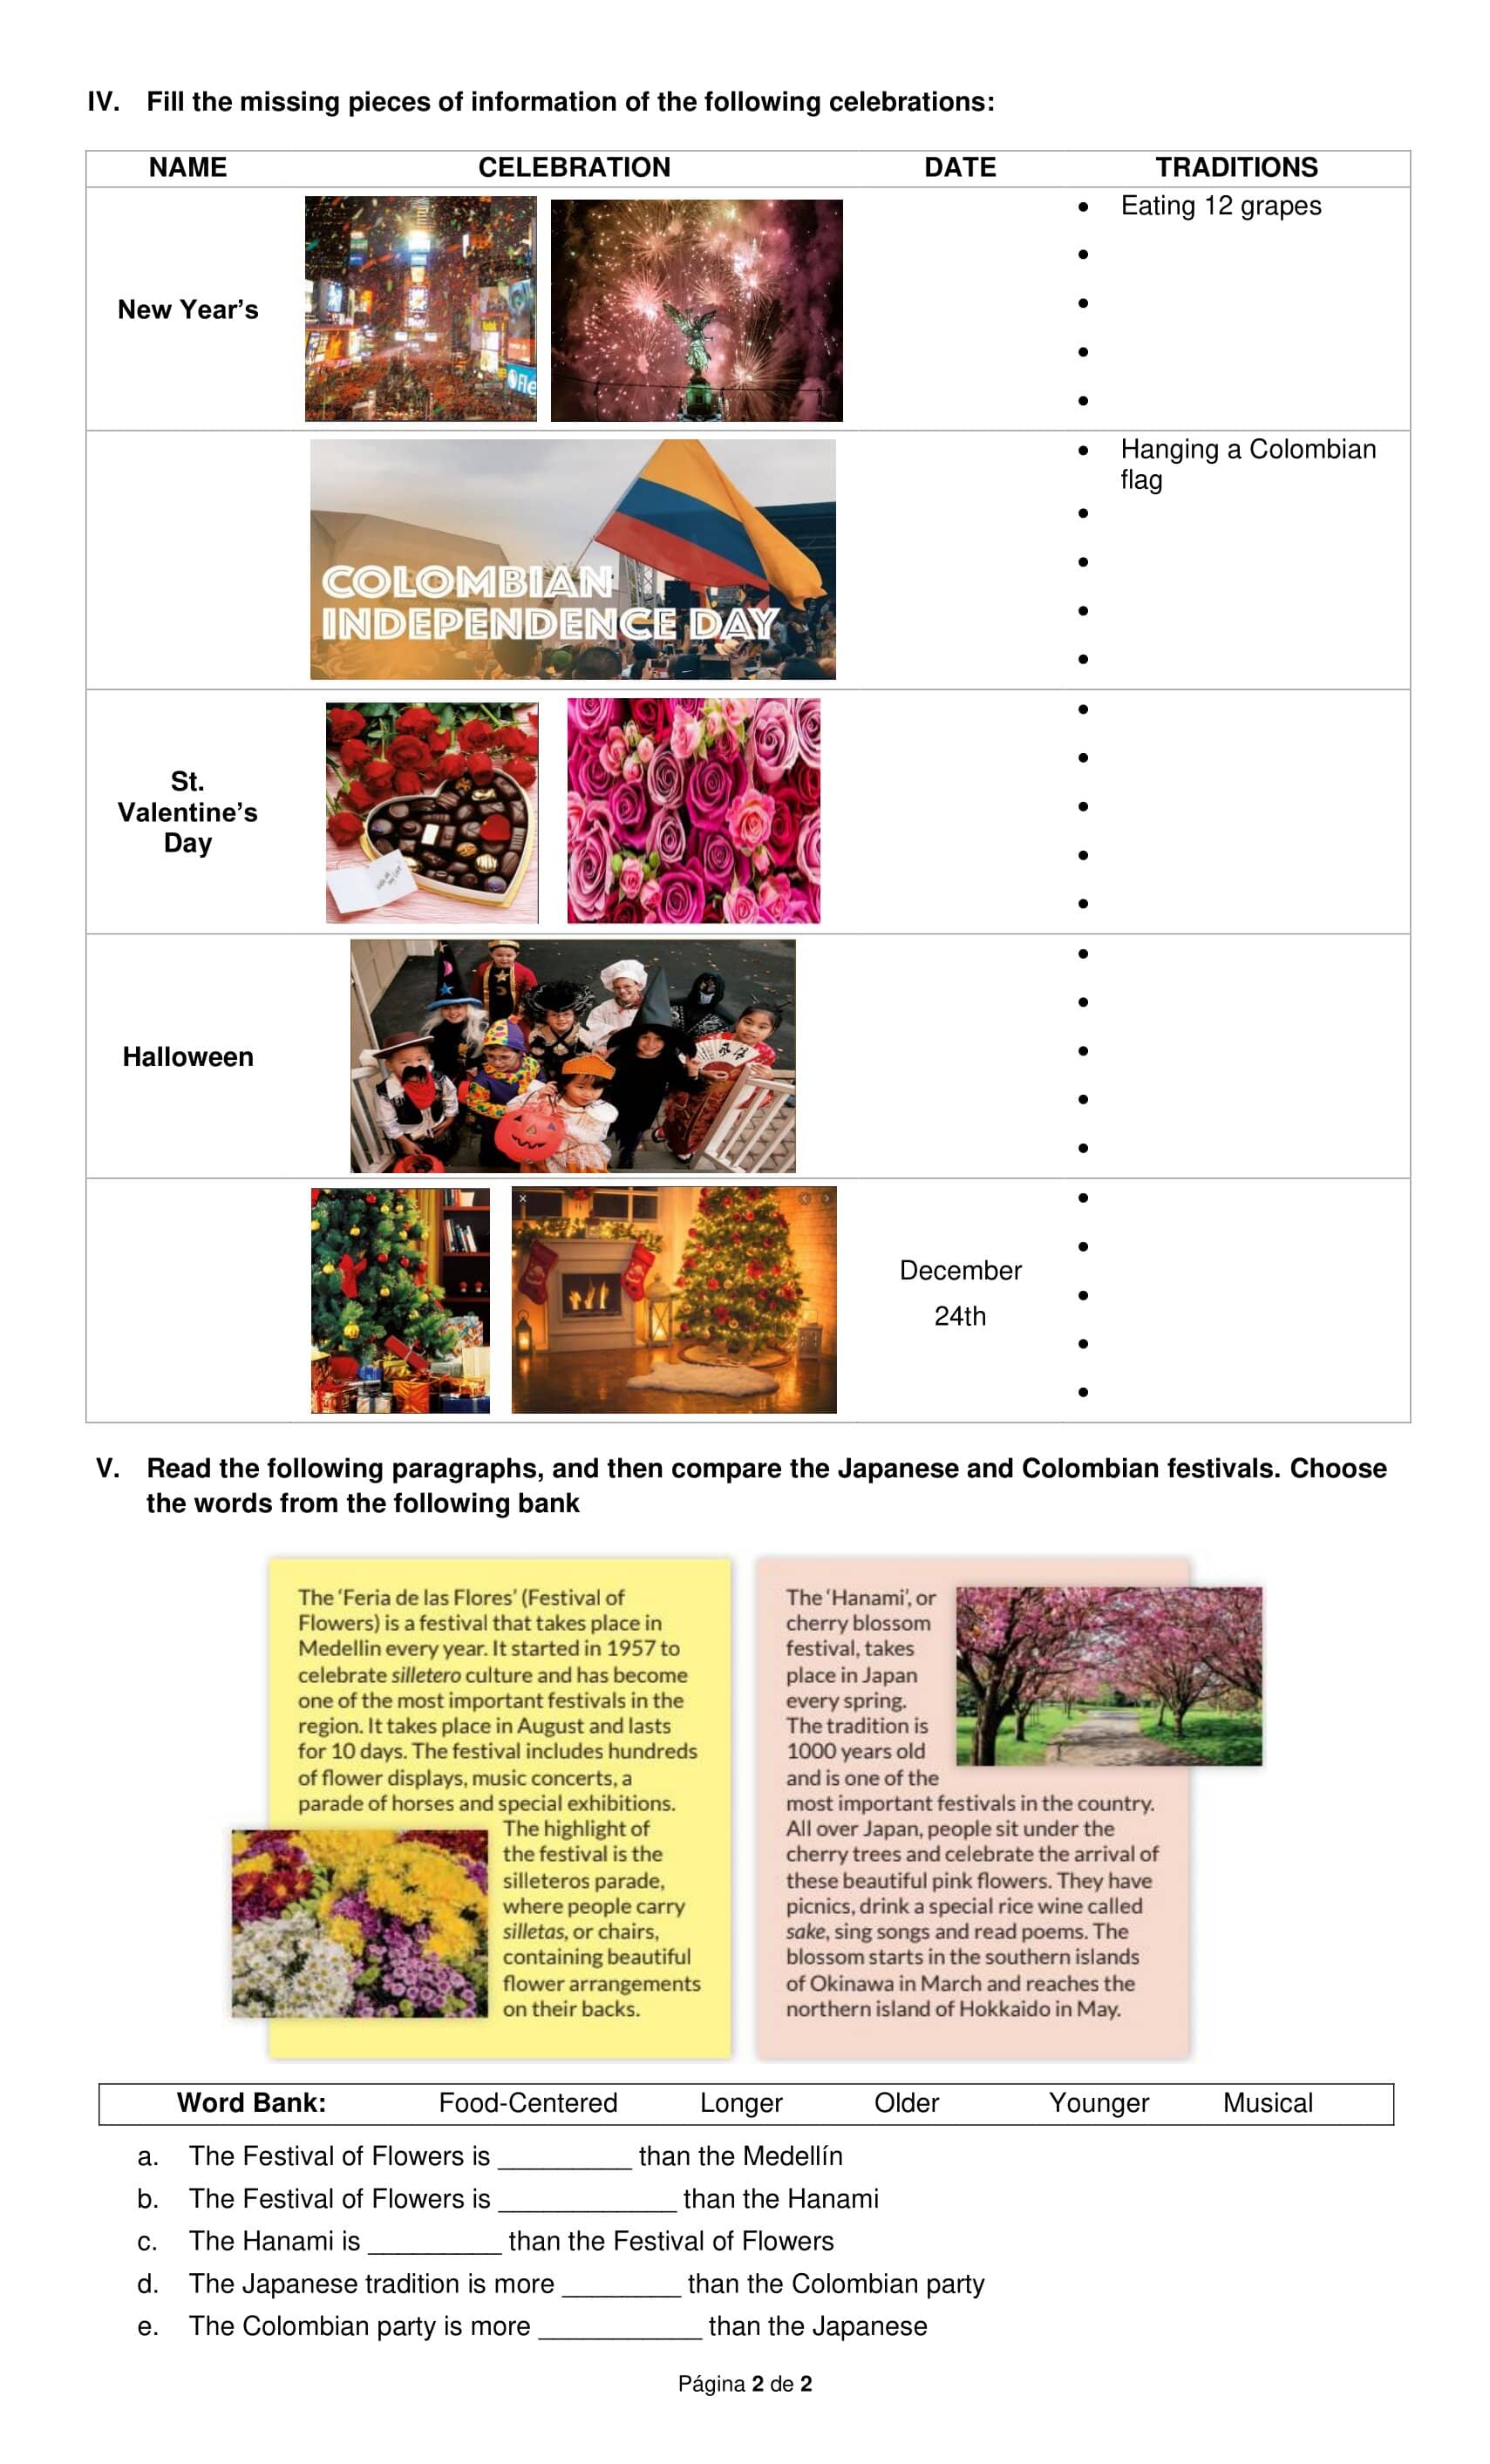 IV. Fill the missing pieces of information of the following celebrations:
NAME CELEBRATION DATE TRADITIONS
New Year’s
• Eating 12 grapes
•
•
•
•
COLOMBIAN
INDEPENDENCE DAY
• Hanging a Colombian
flag
•
•
•
•
St.
Valentine’s
Day
•
•
•
•
•
Halloween
•
•
•
•
•
December
24th
•
•
•
•
•
V. Read the following paragraphs, and then compare the Japanese and Colombian festivals. Choose
the words from the following bank
The ‘Feria de las Flores’ (Festival of
Flowers) is a festival that takes place in
Medellin every year. It started in 1957 to
celebrate silletero culture and has become
one of the most important festivals in the
region. It takes place in August and lasts
for 10 days. The festival includes hundreds
of flower displays, music concerts, a
parade of horses and special exhibitions.
The highlight of
the festival is the
silleteros parade,
where people carry
silletas, or chairs,
containing beautiful
flower arrangements
on their backs.
The ‘Hanami’, or
cherry blossom
festival, takes
place in Japan
every spring.
The tradition is
1000 years old
and is one of the
most important festivals in the country.
All over Japan, people sit under the
cherry trees and celebrate the arrival of
these beautiful pink flowers. They have
picnics, drink a special rice wine called
sake, sing songs and read poems. The
blossom starts in the southern islands
of Okinawa in March and reaches the
northern island of Hokkaido in May.
Word Bank: Food-Centered Longer Older Younger Musical
a. The Festival of Flowers is _________ than the Medellín
b. The Festival of Flowers is ____________ than the Hanami
c. The Hanami is _________ than the Festival of Flowers
d. The Japanese tradition is more ________ than the Colombian party
e. The Colombian party is more ___________ than the Japanese
Página 2 de 2